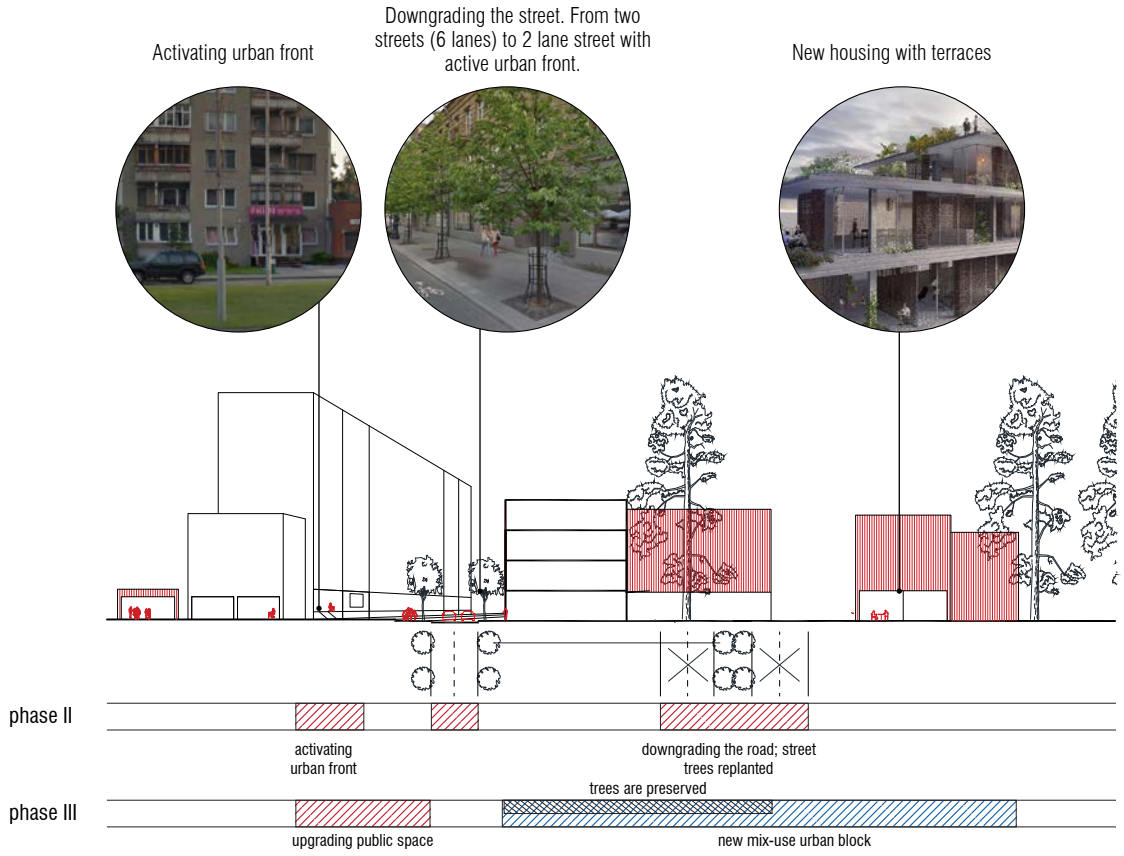 Activating urban front
Downgrading the street. From two
streets (6 lanes) to 2 lane street with
active urban front.
New housing with terraces
phase II
activating
urban front
downgrading the road; street
trees replanted
trees are preserved
phase III
upgrading public space
new mix-use urban block